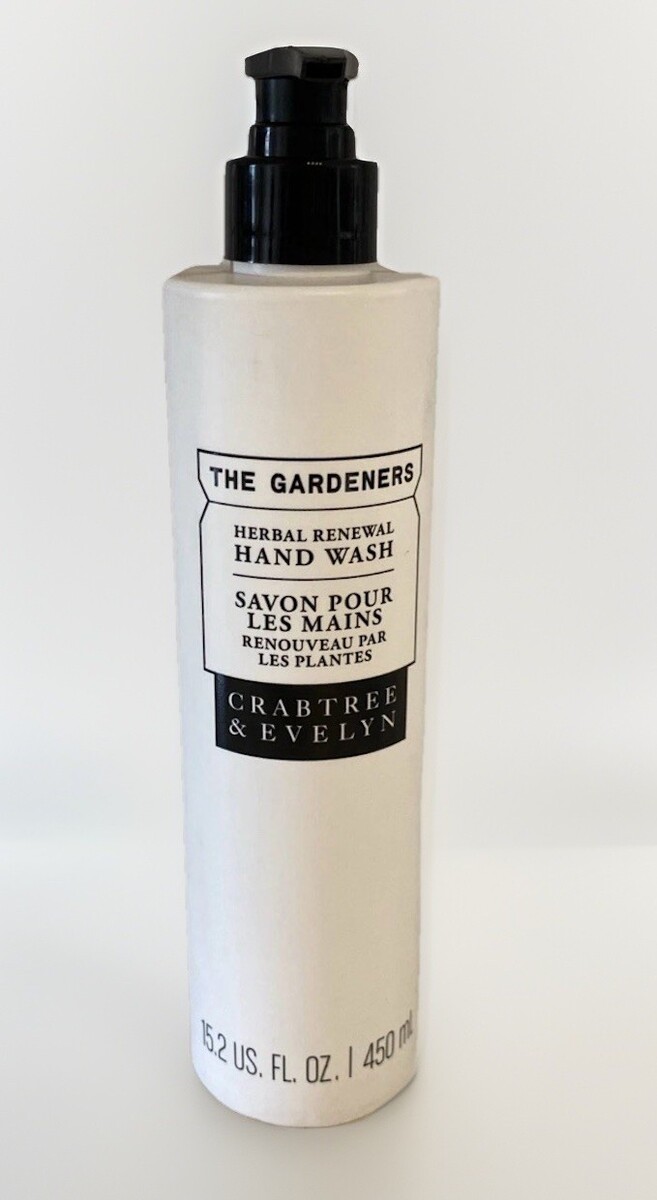 THE GARDENERS
HERBAL RENEWAL
HAND WASH
SAVON POUR
LES MAINS
RENOUVEAU PAR
LES PLANTES
CRABTREE
& EVELYN
15.2 US. FL. OZ. | 450 mL